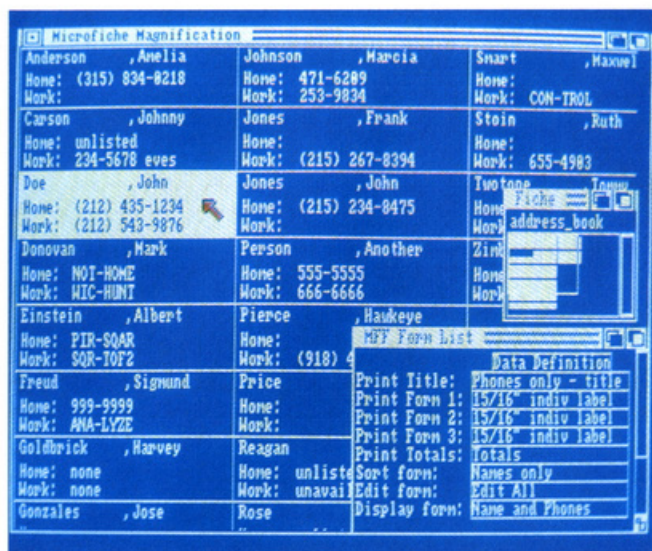 Microfiche Magnification
Anderson ,Amelia
Home: (315) 834-0218
Work:
Carson ,Johnny
Home: unlisted
Work: 234-5678 eves
Doe ,John
Home: (212) 435-1234
Work: (212) 543-9876
Donovan ,Mark
Home: NOT-HOME
Work: WIC-HUNT
Einstein ,Albert
Home: PIR-SQAR
Work: SQR-TOF2
Freud ,Sigmund
Home: 999-9999
Work: ANA-LYZE
Goldbrick ,Harvey
Home: none
Work: none
Gonzales ,Jose
Johnson ,Marcia
Home: 471-6289
Work: 253-9834
Jones ,Frank
Home:
Work: (215) 267-8394
Jones ,John
Home: (215) 234-8475
Work:
Person ,Another
Home: 555-5555
Work: 666-6666
Pierce ,Hawkeye
Home:
Work: (918) 4
Price
Home:
Work:
Reagan
Home: unliste
Work: unavai
Rose
Smart ,Maxwel
Home:
Work: CON-TROL
Stoin ,Ruth
Home:
Work: 655-4983
Twotone ,Tommy
Home
Work
Zink
Home
Work
Fiche
address_book
MFF Form List
Data Definition
Print Title: Phones only - title
Print Form 1: 15/16" indiv label
Print Form 2: 15/16" indiv label
Print Form 3: 15/16" indiv label
Print Totals: Totals
Sort form: Names only
Edit form: Edit All
Display form: Name and Phones